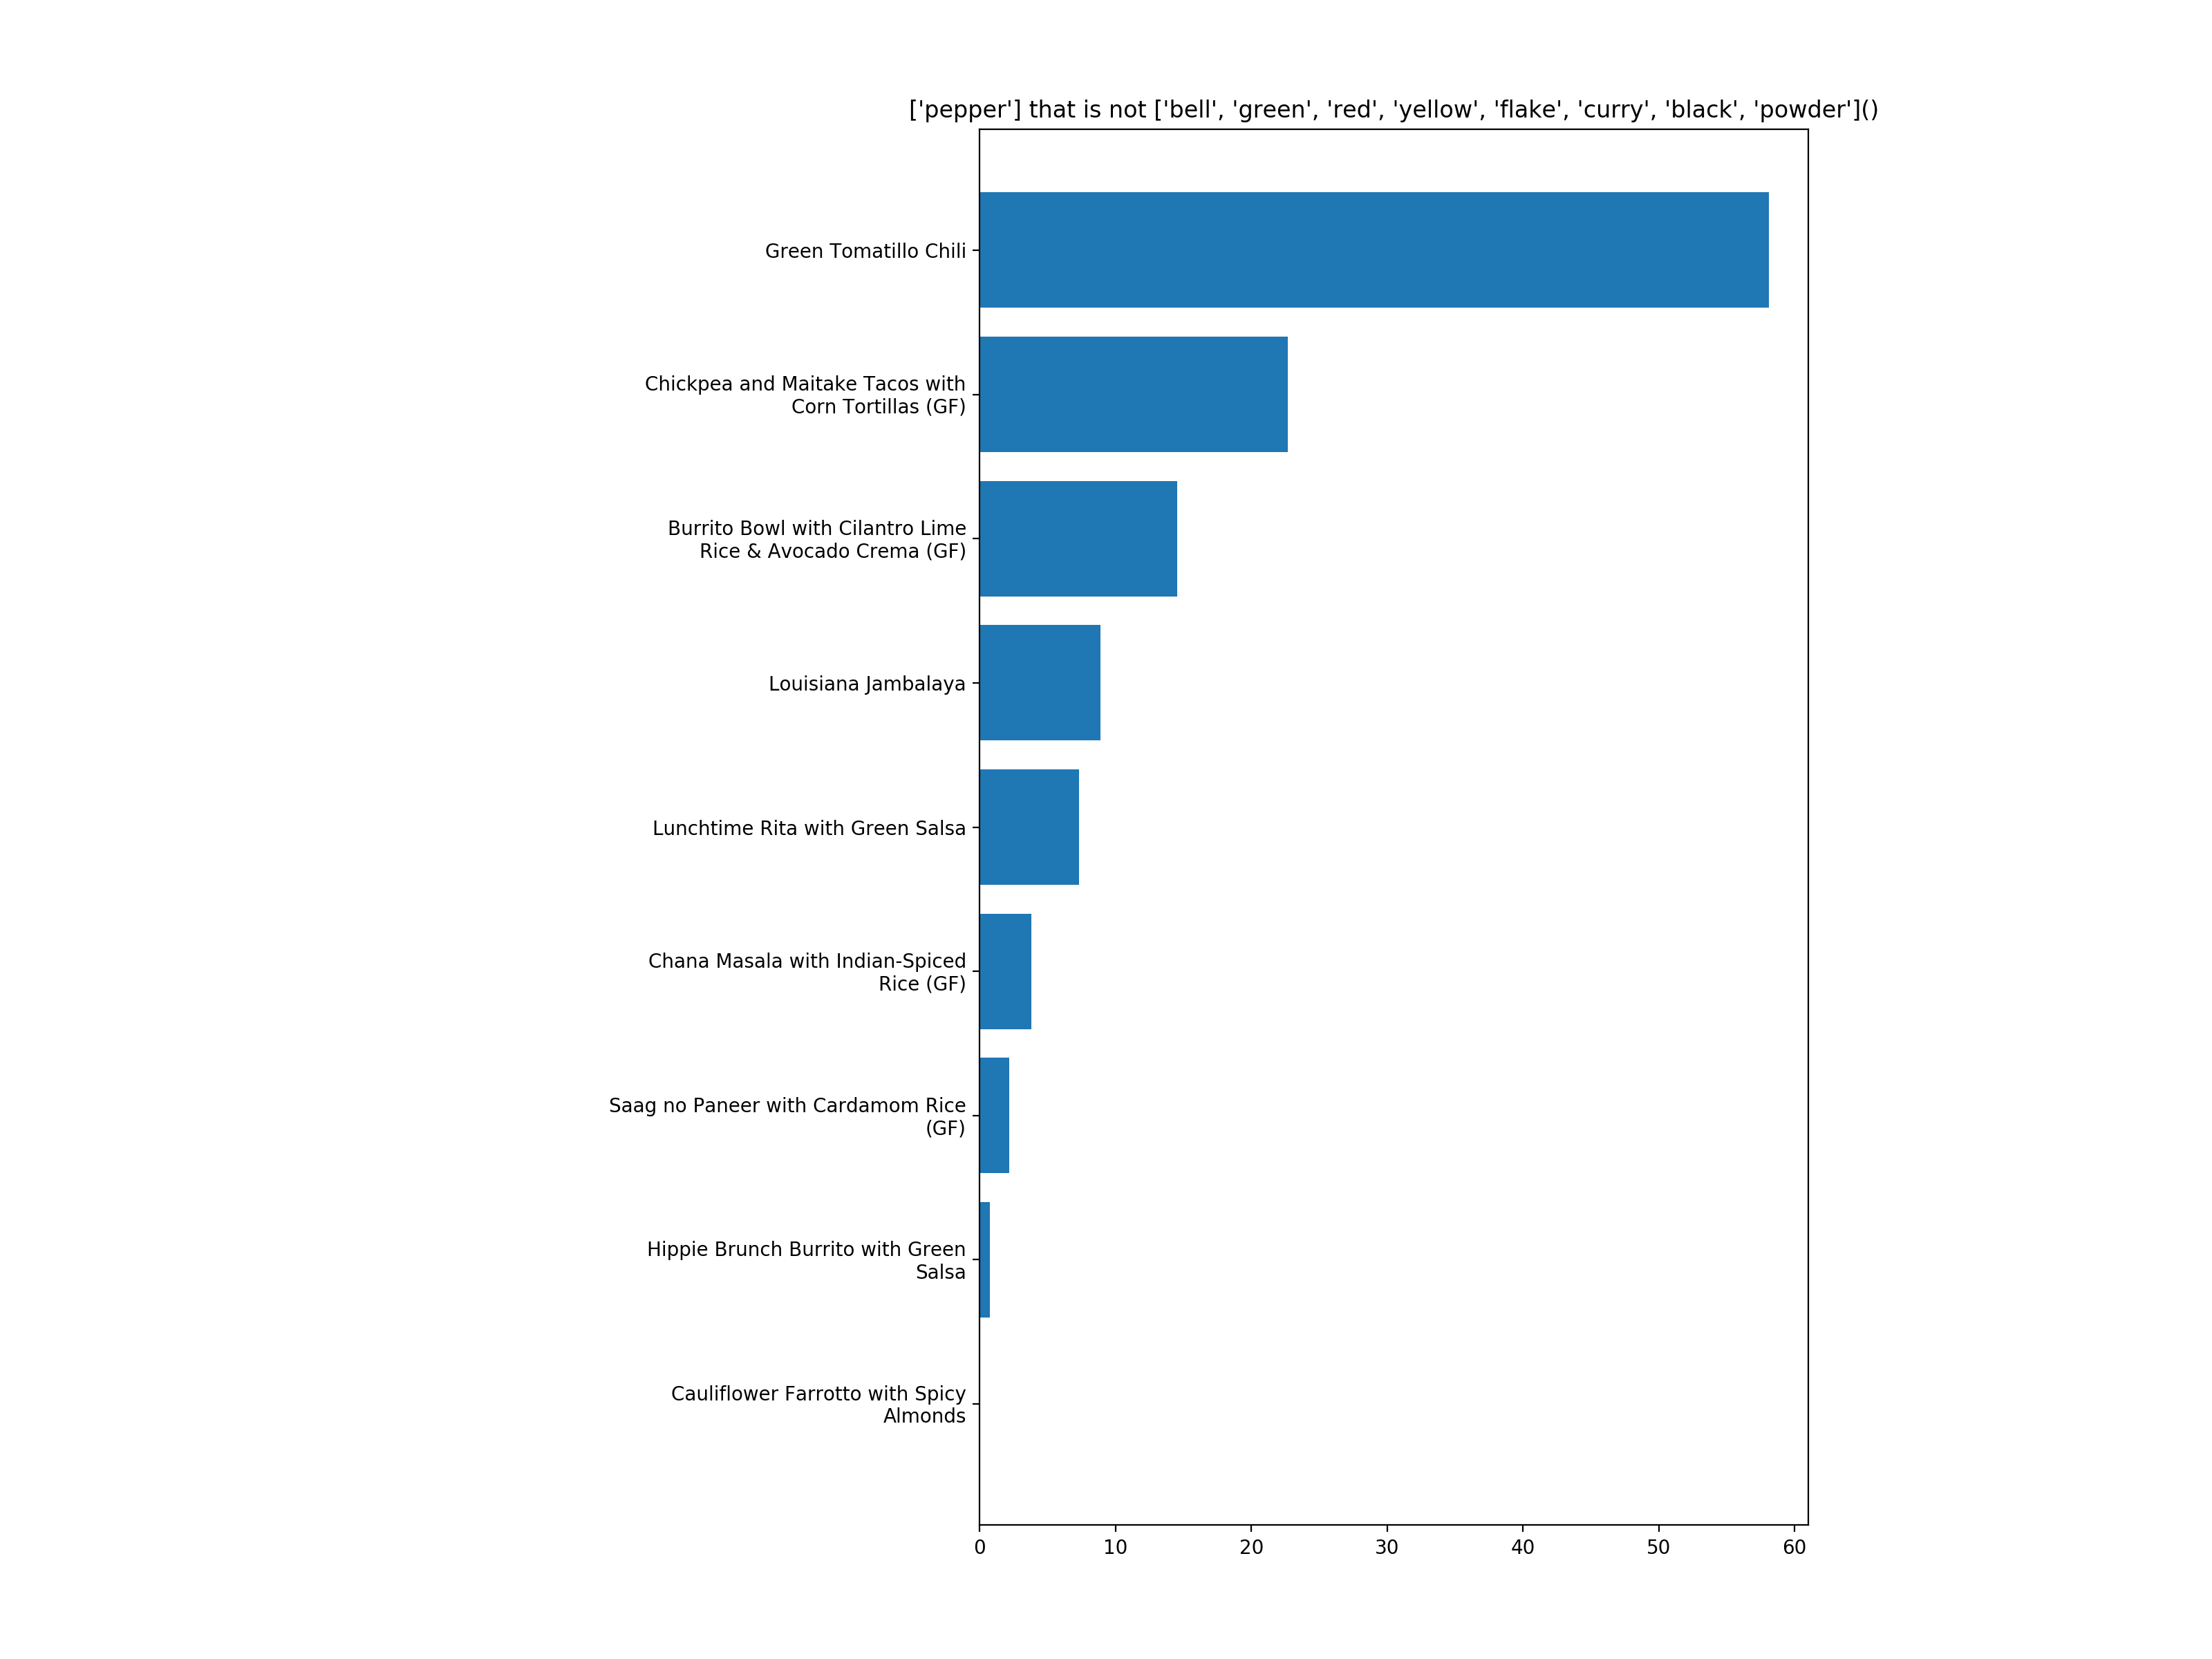 ['pepper'] that is not ['bell', 'green', 'red', 'yellow', 'flake', 'curry', 'black', 'powder']()
Green Tomatillo Chili
Chickpea and Maitake Tacos with
Corn Tortillas (GF)
Burrito Bowl with Cilantro Lime
Rice & Avocado Crema (GF)
Louisiana Jambalaya
Lunchtime Rita with Green Salsa
Chana Masala with Indian-Spiced
Rice (GF)
Saag no Paneer with Cardamom Rice
(GF)
Hippie Brunch Burrito with Green
Salsa
Cauliflower Farrotto with Spicy
Almonds
0 10 20 30 40 50 60